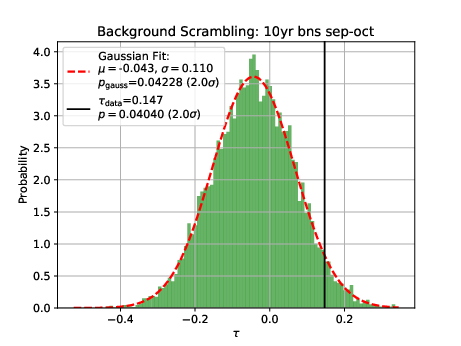 Background Scrambling: 10yr bns sep-oct
Gaussian Fit:
μ = -0.043, σ = 0.110
p_gauss=0.04228 (2.0σ)
τ_data=0.147
p = 0.04040 (2.0σ)
Probability
4.0
3.5
3.0
2.5
2.0
1.5
1.0
0.5
0.0
−0.4 −0.2 0.0 0.2
τ